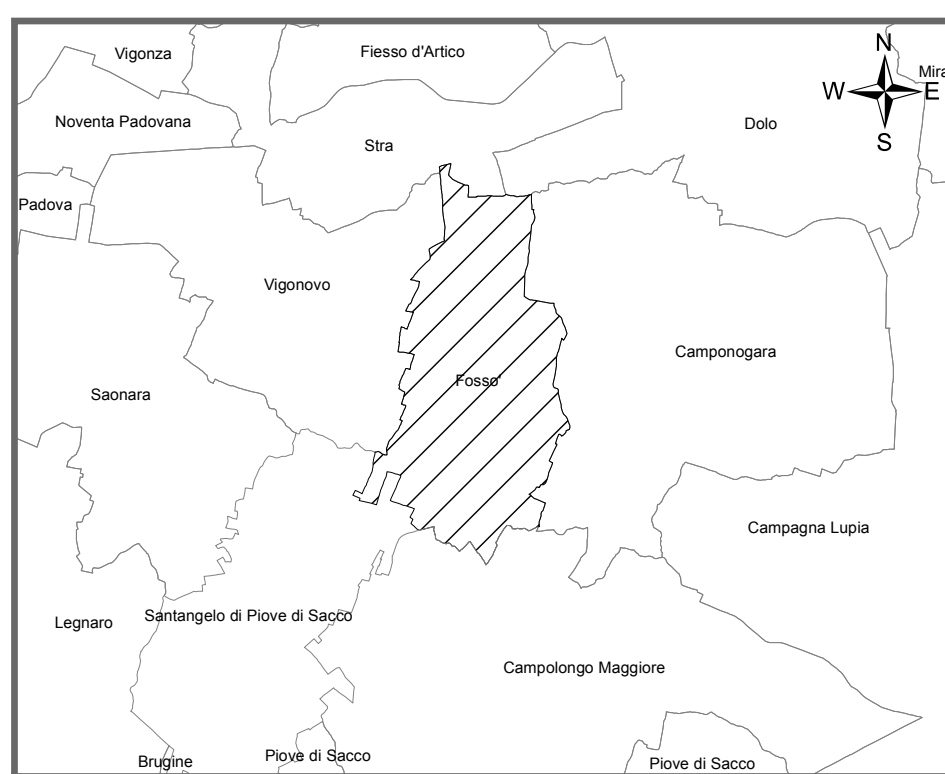 Vigonza
Fiesso d'Artico
N
Mira
W
E
Noventa Padovana
Dolo
S
Stra
Padova
Vigonovo
Camponogara
Fosso'
Saonara
Campagna Lupia
Santangelo di Piove di Sacco
Legnaro
Campolongo Maggiore
Piove di Sacco
Brugine
Piove di Sacco